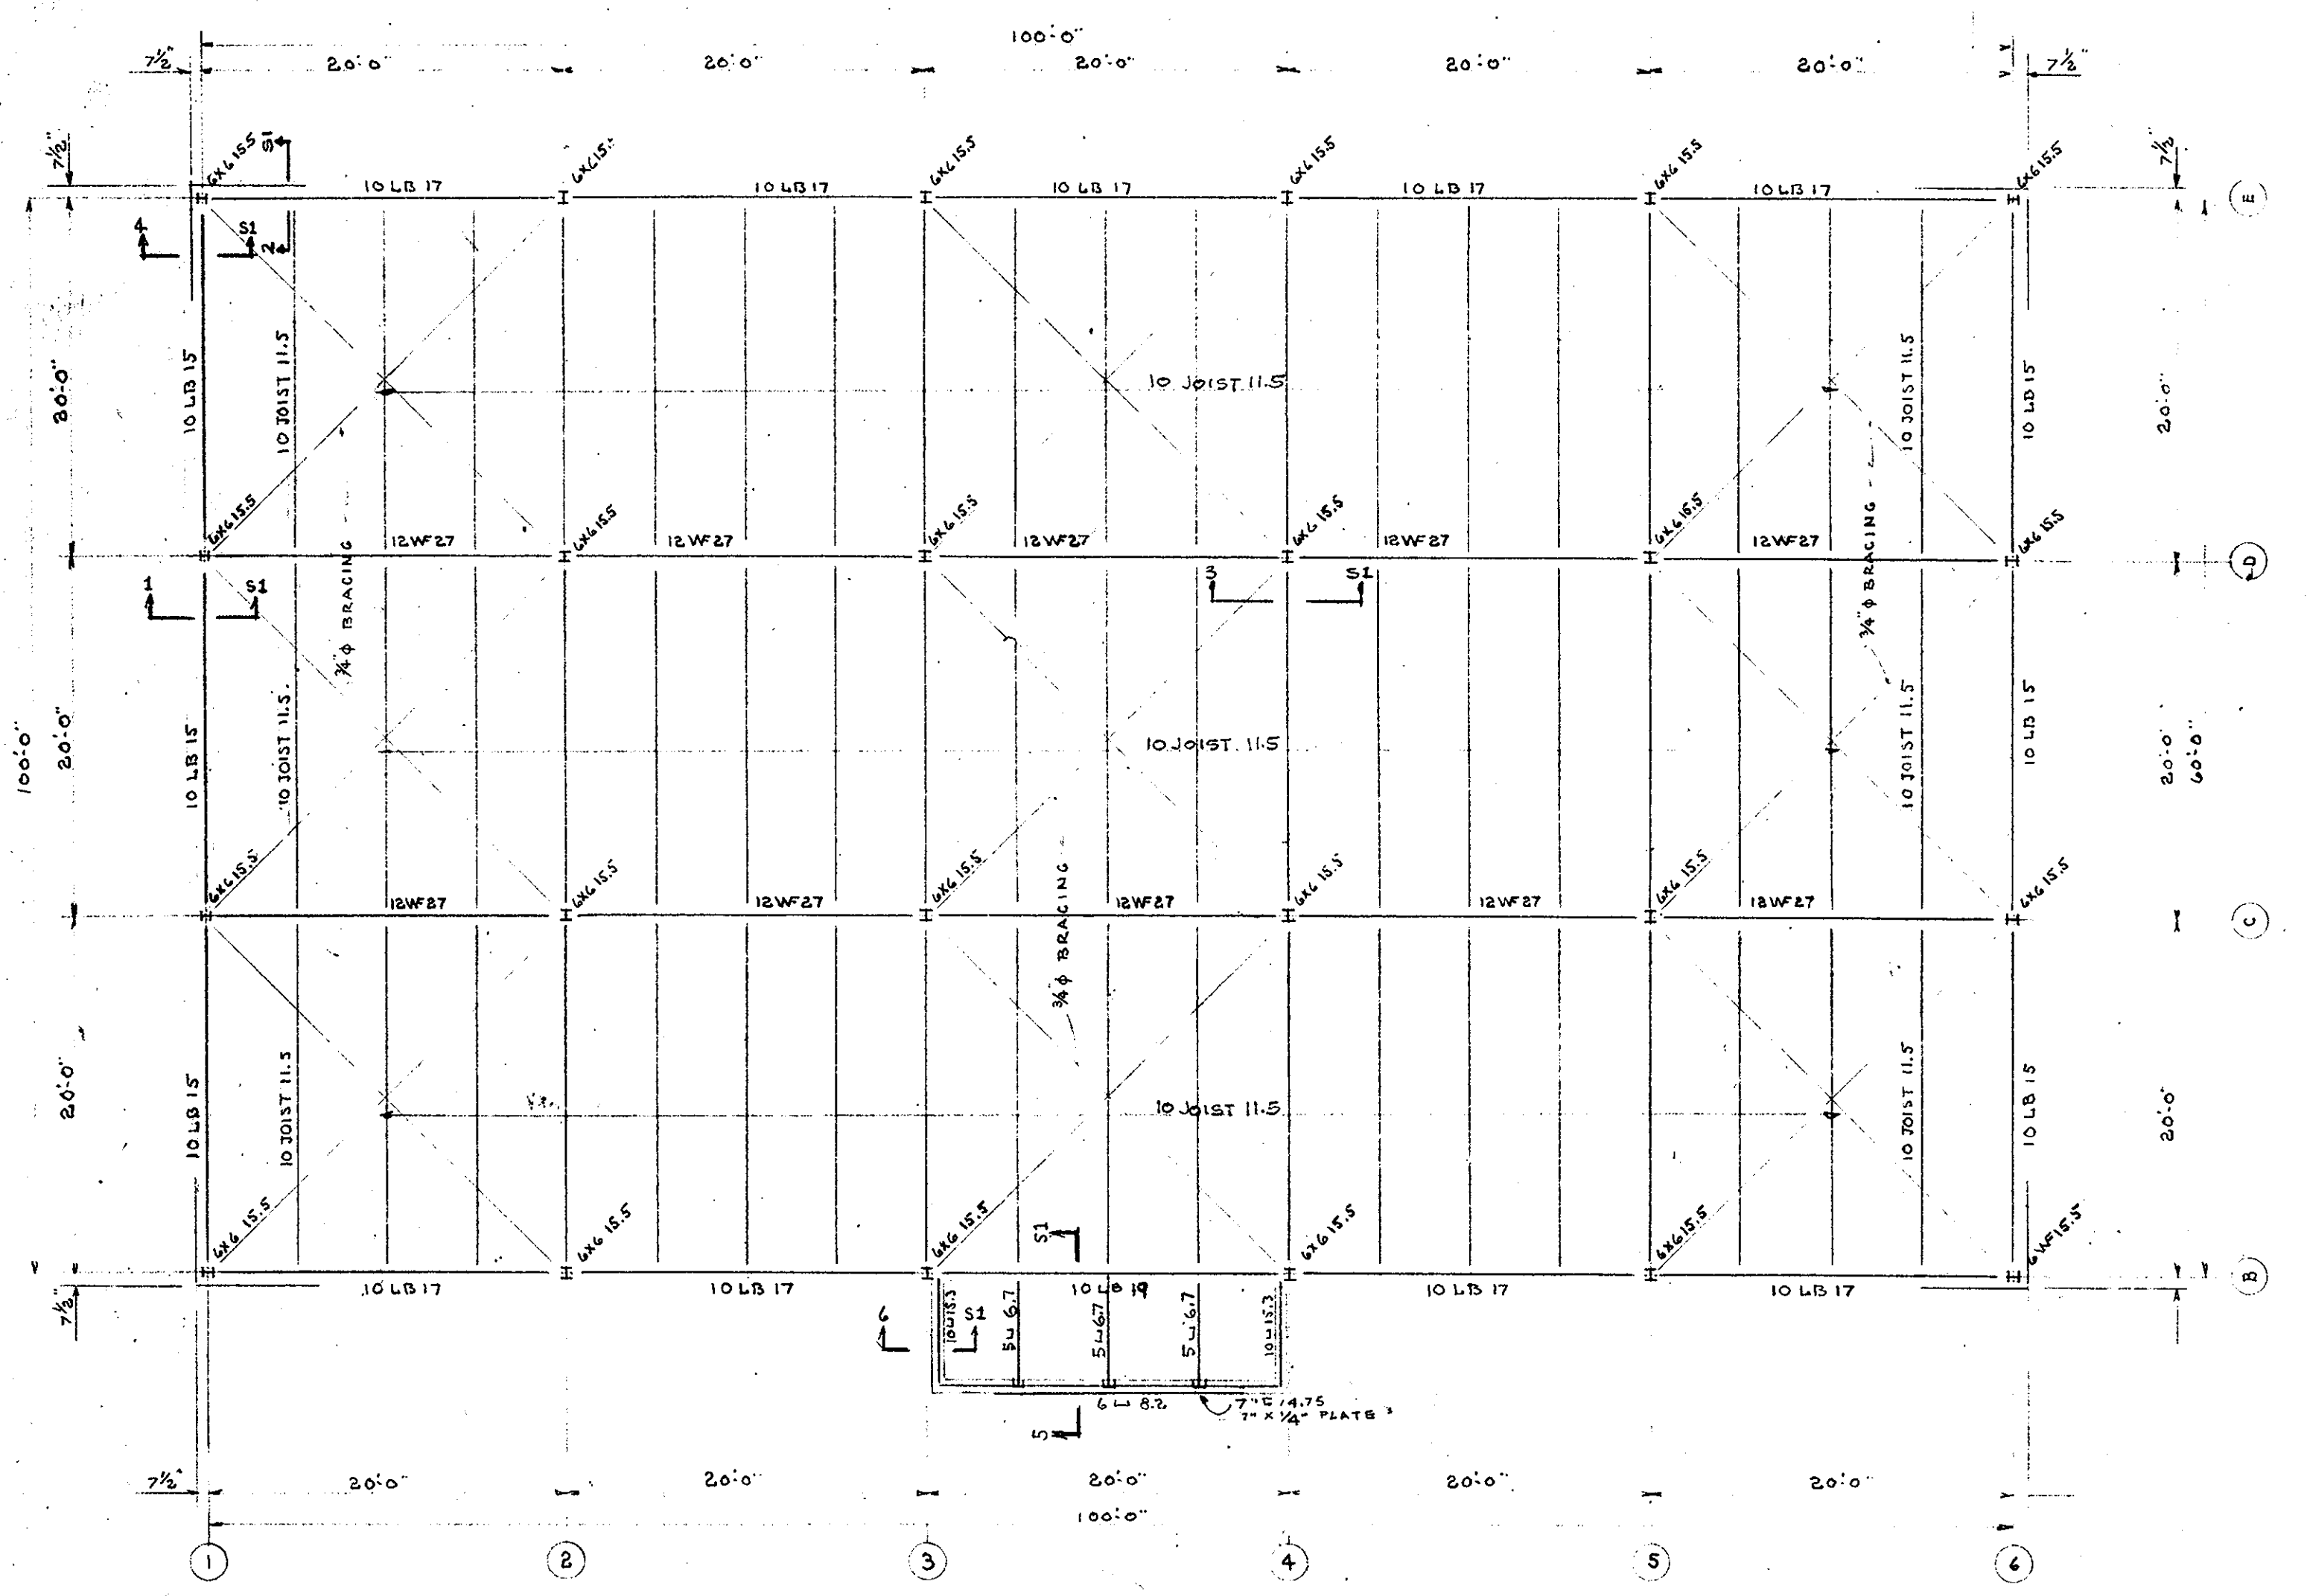 100'-0"
7½" 20'-0" 20'-0" 20'-0" 20'-0" 20'-0" 7½"
7½" 6X6 15.5 S1 6X6 15. 6X6 15.5 6X6 15.5 6X6 15.5 6X6 15.5 7½"
10 LB 17 10 LB 17 10 LB 17 10 LB 17 10 LB 17
E
4 S1 2
20'-0" 10 LB 15 10 JOIST 11.5 10 JOIST 11.5 10 JOIST 11.5 10 LB 15 20'-0"
6X6 15.5 6X6 15.5 6X6 15.5 6X6 15.5 6X6 15.5 6X6 15.5
12WF27 12WF27 12WF27 12WF27 12WF27
D
¾"φ BRACING ¾"φ BRACING
1 S1 3 S1
100'-0" 20'-0" 10 LB 15 10 JOIST 11.5 10 JOIST 11.5 10 JOIST 11.5 10 LB 15 20'-0" 60'-0"
6X6 15.5 6X6 15.5 6X6 15.5 6X6 15.5 6X6 15.5 6X6 15.5
12WF27 12WF27 12WF27 12WF27 12WF27
C
¾"φ BRACING
20'-0" 10 LB 15 10 JOIST 11.5 10 JOIST 11.5 10 JOIST 11.5 10 LB 15 20'-0"
6X6 15.5 6X6 15.5 6X6 15.5 S1 6X6 15.5 6X6 15.5 6WF15.5
7½" 10 LB 17 10 LB 17 10 LB 19 10 LB 17 10 LB 17
B
6 S1 10⊔15.3 5⊔6.7 5⊔6.7 5⊔6.7 10⊔15.3
6⊔8.2 7" 14.75
7" X ¼" PLATE
5
7½" 20'-0" 20'-0" 20'-0" 20'-0" 20'-0"
100'-0"
1 2 3 4 5 6